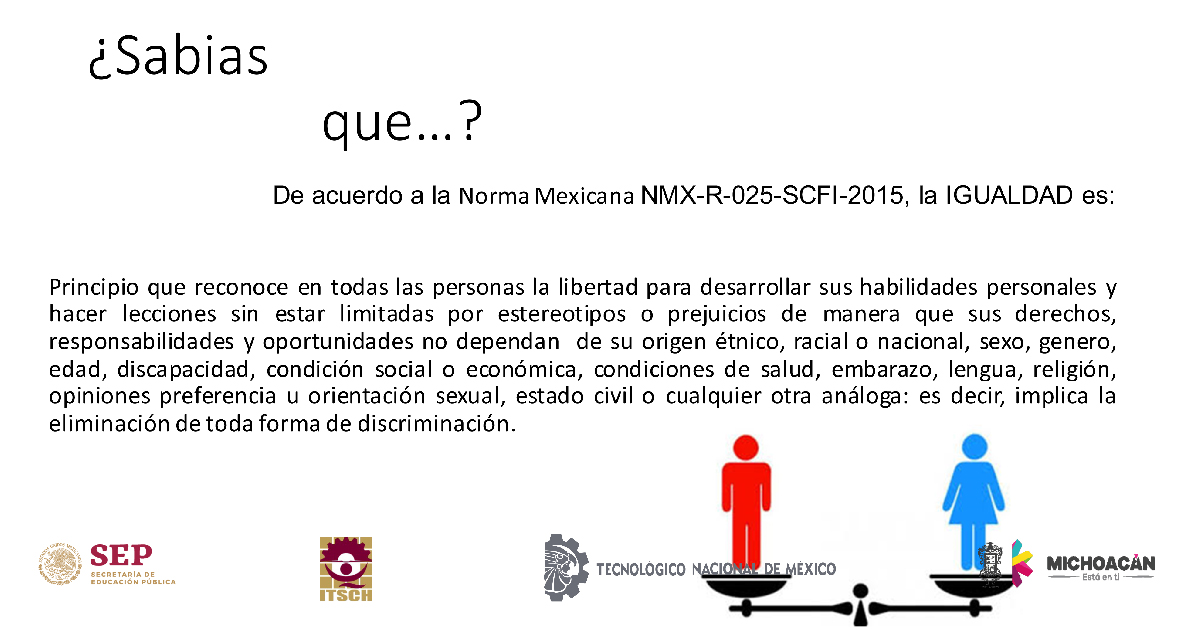 ¿Sabias
que...?
De acuerdo a la Norma Mexicana NMX-R-025-SCFI-2015, la IGUALDAD es:
Principio que reconoce en todas las personas la libertad para desarrollar sus habilidades personales y
hacer lecciones sin estar limitadas por estereotipos o prejuicios de manera que sus derechos,
responsabilidades y oportunidades no dependan de su origen étnico, racial o nacional, sexo, genero,
edad, discapacidad, condición social o económica, condiciones de salud, embarazo, lengua, religión,
opiniones preferencia u orientación sexual, estado civil o cualquier otra análoga: es decir, implica la
eliminación de toda forma de discriminación.
SEP
SECRETARÍA DE
EDUCACIÓN PÚBLICA
ITSCH
TECNOLÓGICO NACIONAL DE MÉXICO
MICHOACÁN
Está en ti